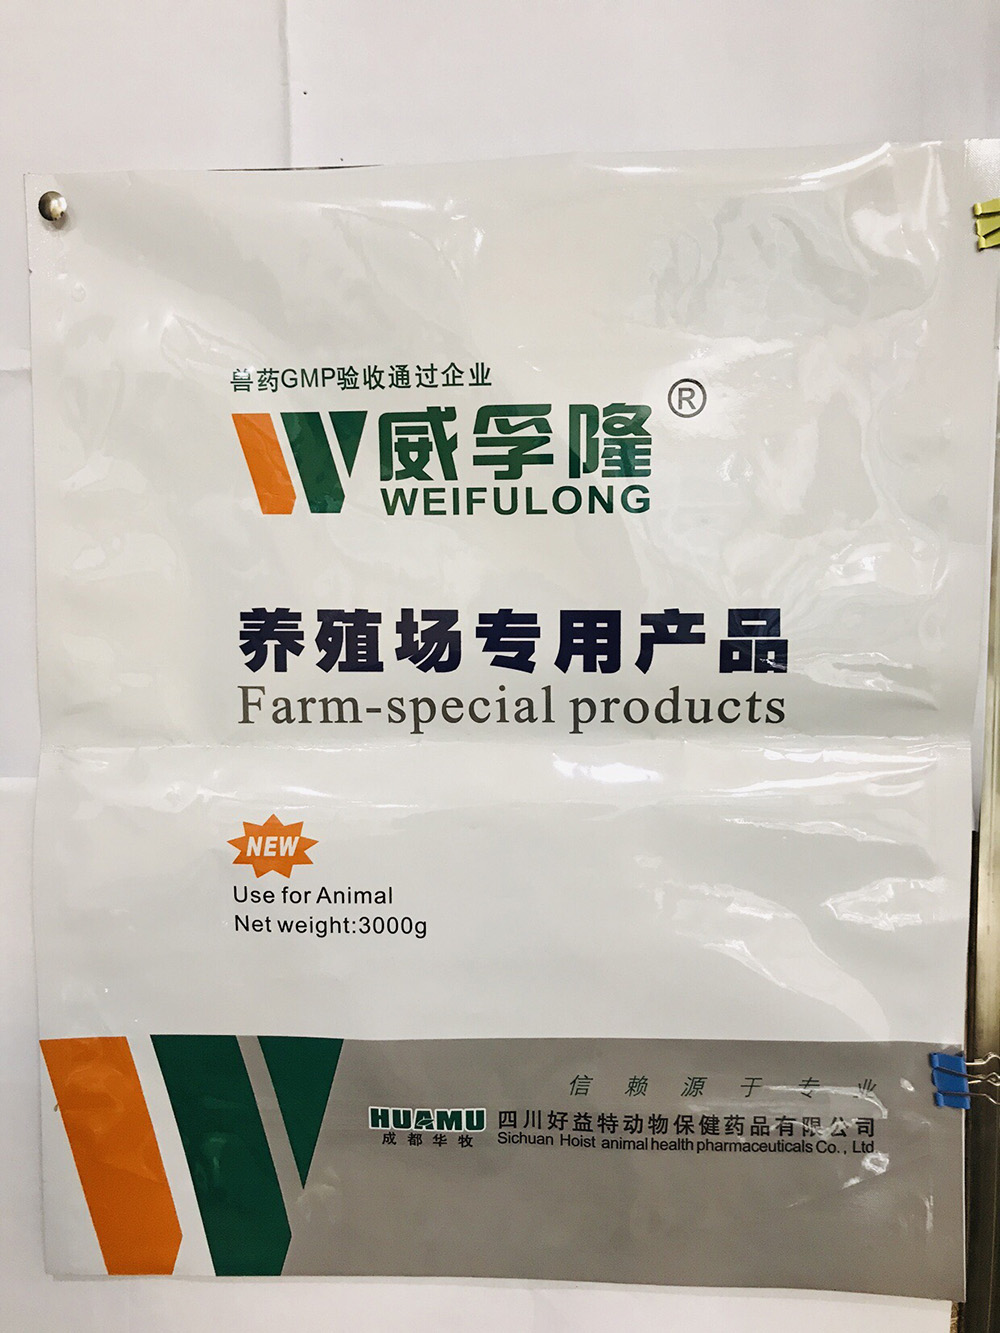 兽药GMP验收通过企业
威孚隆®
WEIFULONG
养殖场专用产品
Farm-special products
NEW
Use for Animal
Net weight:3000g
信赖源于专业
HUAMU 四川好益特动物保健药品有限公司
成都华牧 Sichuan Hoist animal health pharmaceuticals Co., Ltd